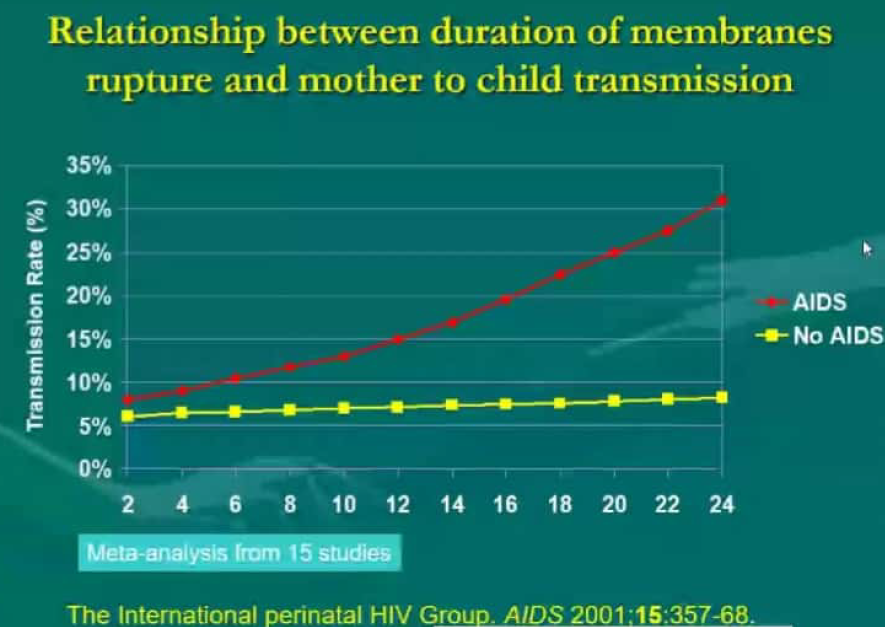 Relationship between duration of membranes
rupture and mother to child transmission
Transmission Rate (%)
35%
30%
25%
20%
15%
10%
5%
0%
2 4 6 8 10 12 14 16 18 20 22 24
AIDS
No AIDS
Meta-analysis from 15 studies
The International perinatal HIV Group. AIDS 2001;15:357-68.